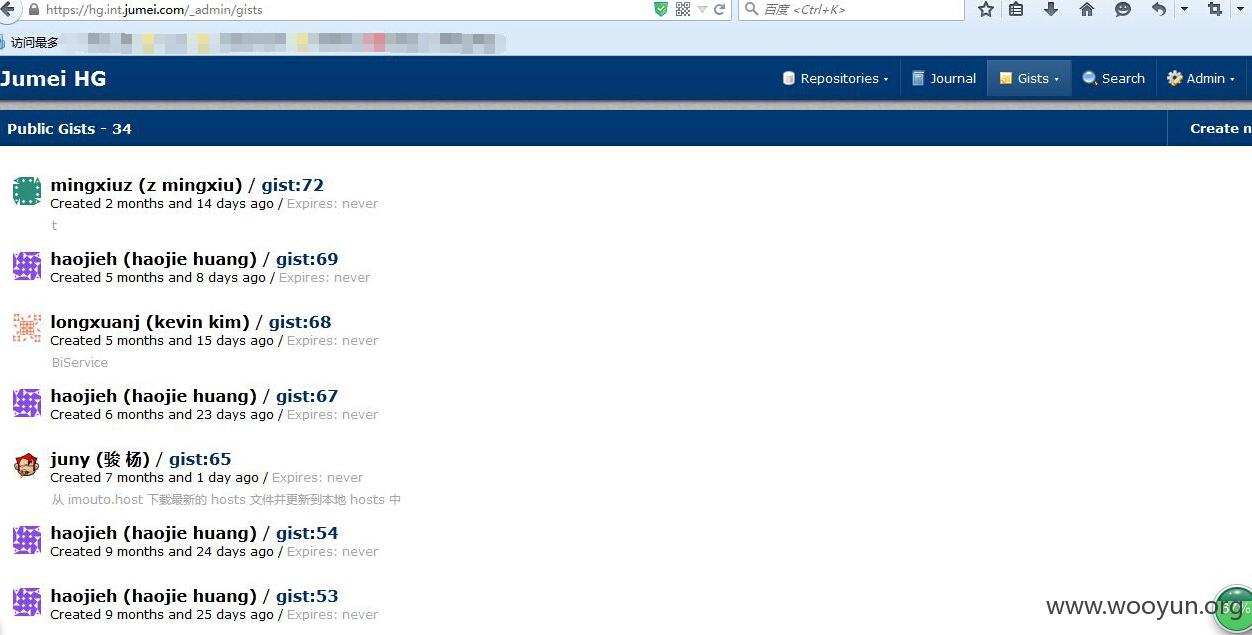 https://hg.int.jumei.com/_admin/gists
百度 <Ctrl+K>
访问最多
Jumei HG
Repositories
Journal
Gists
Search
Admin
Public Gists - 34
Create n
mingxiuz (z mingxiu) / gist:72
Created 2 months and 14 days ago / Expires: never
t
haojieh (haojie huang) / gist:69
Created 5 months and 8 days ago / Expires: never
longxuanj (kevin kim) / gist:68
Created 5 months and 15 days ago / Expires: never
BiService
haojieh (haojie huang) / gist:67
Created 6 months and 23 days ago / Expires: never
juny (骏 杨) / gist:65
Created 7 months and 1 day ago / Expires: never
从 imouto.host 下载最新的 hosts 文件并更新到本地 hosts 中
haojieh (haojie huang) / gist:54
Created 9 months and 24 days ago / Expires: never
haojieh (haojie huang) / gist:53
Created 9 months and 25 days ago / Expires: never
www.wooyun.org